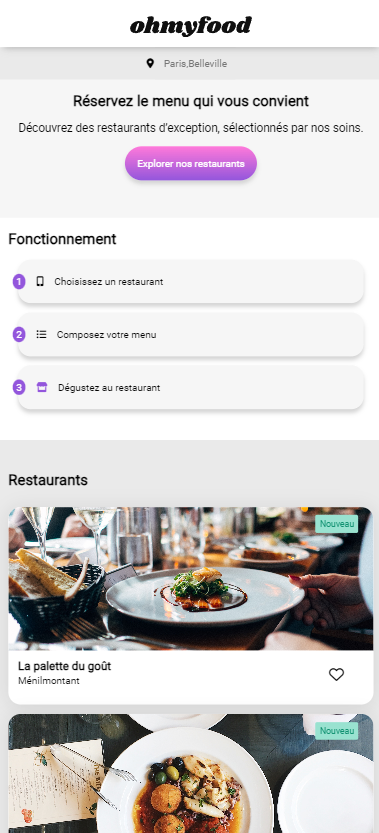 ohmyfood
Paris,Belleville
Réservez le menu qui vous convient
Découvrez des restaurants d'exception, sélectionnés par nos soins.
Explorer nos restaurants
Fonctionnement
1 Choisissez un restaurant
2 Composez votre menu
3 Dégustez au restaurant
Restaurants
Nouveau
La palette du goût
Ménilmontant
Nouveau